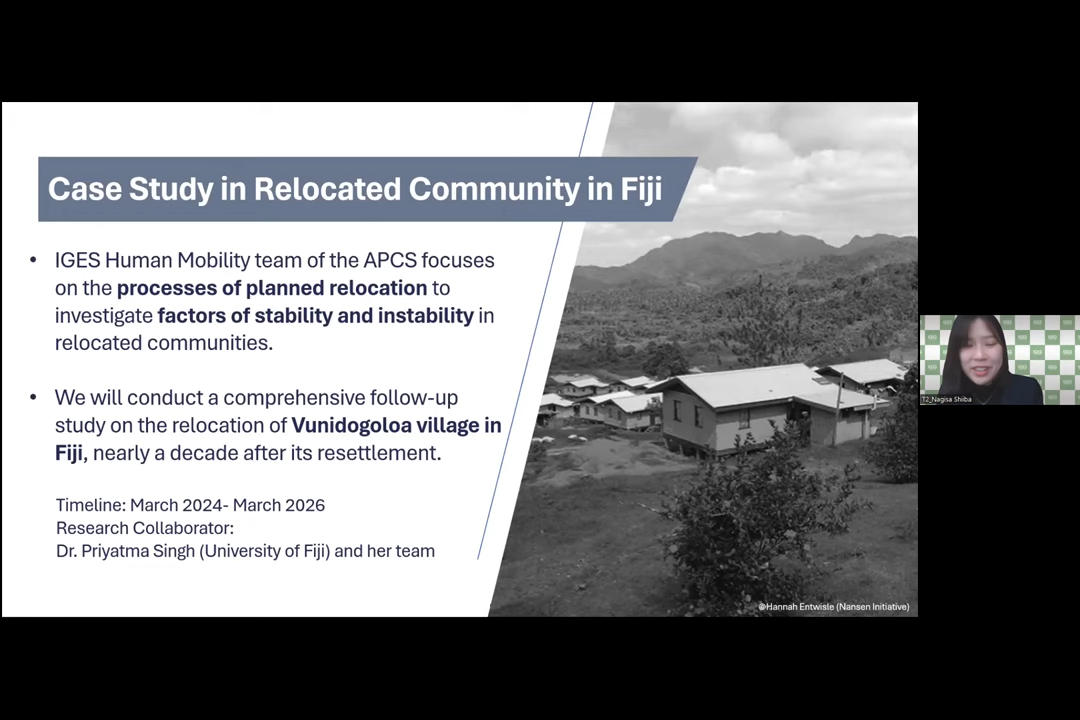 Case Study in Relocated Community in Fiji
• IGES Human Mobility team of the APCS focuses
on the processes of planned relocation to
investigate factors of stability and instability in
relocated communities.
• We will conduct a comprehensive follow-up
study on the relocation of Vunidogoloa village in
Fiji, nearly a decade after its resettlement.
Timeline: March 2024- March 2026
Research Collaborator:
Dr. Priyatma Singh (University of Fiji) and her team
@Hannah Entwisle (Nansen Initiative)
T2_Nagisa Shiiba